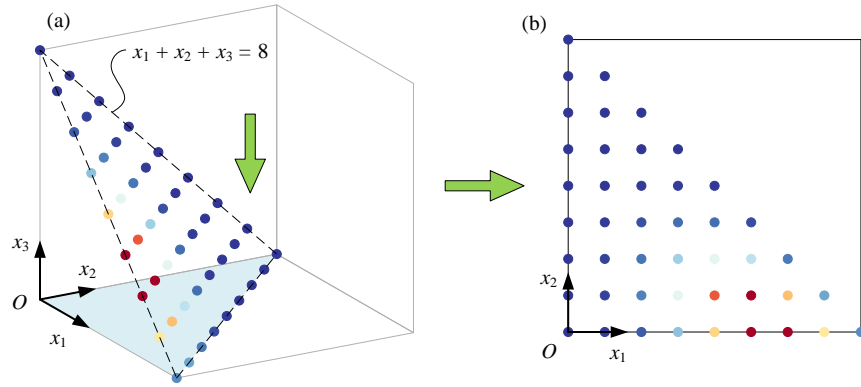 (a)
x₁ + x₂ + x₃ = 8
x₃
x₂
O
x₁
(b)
x₂
O
x₁